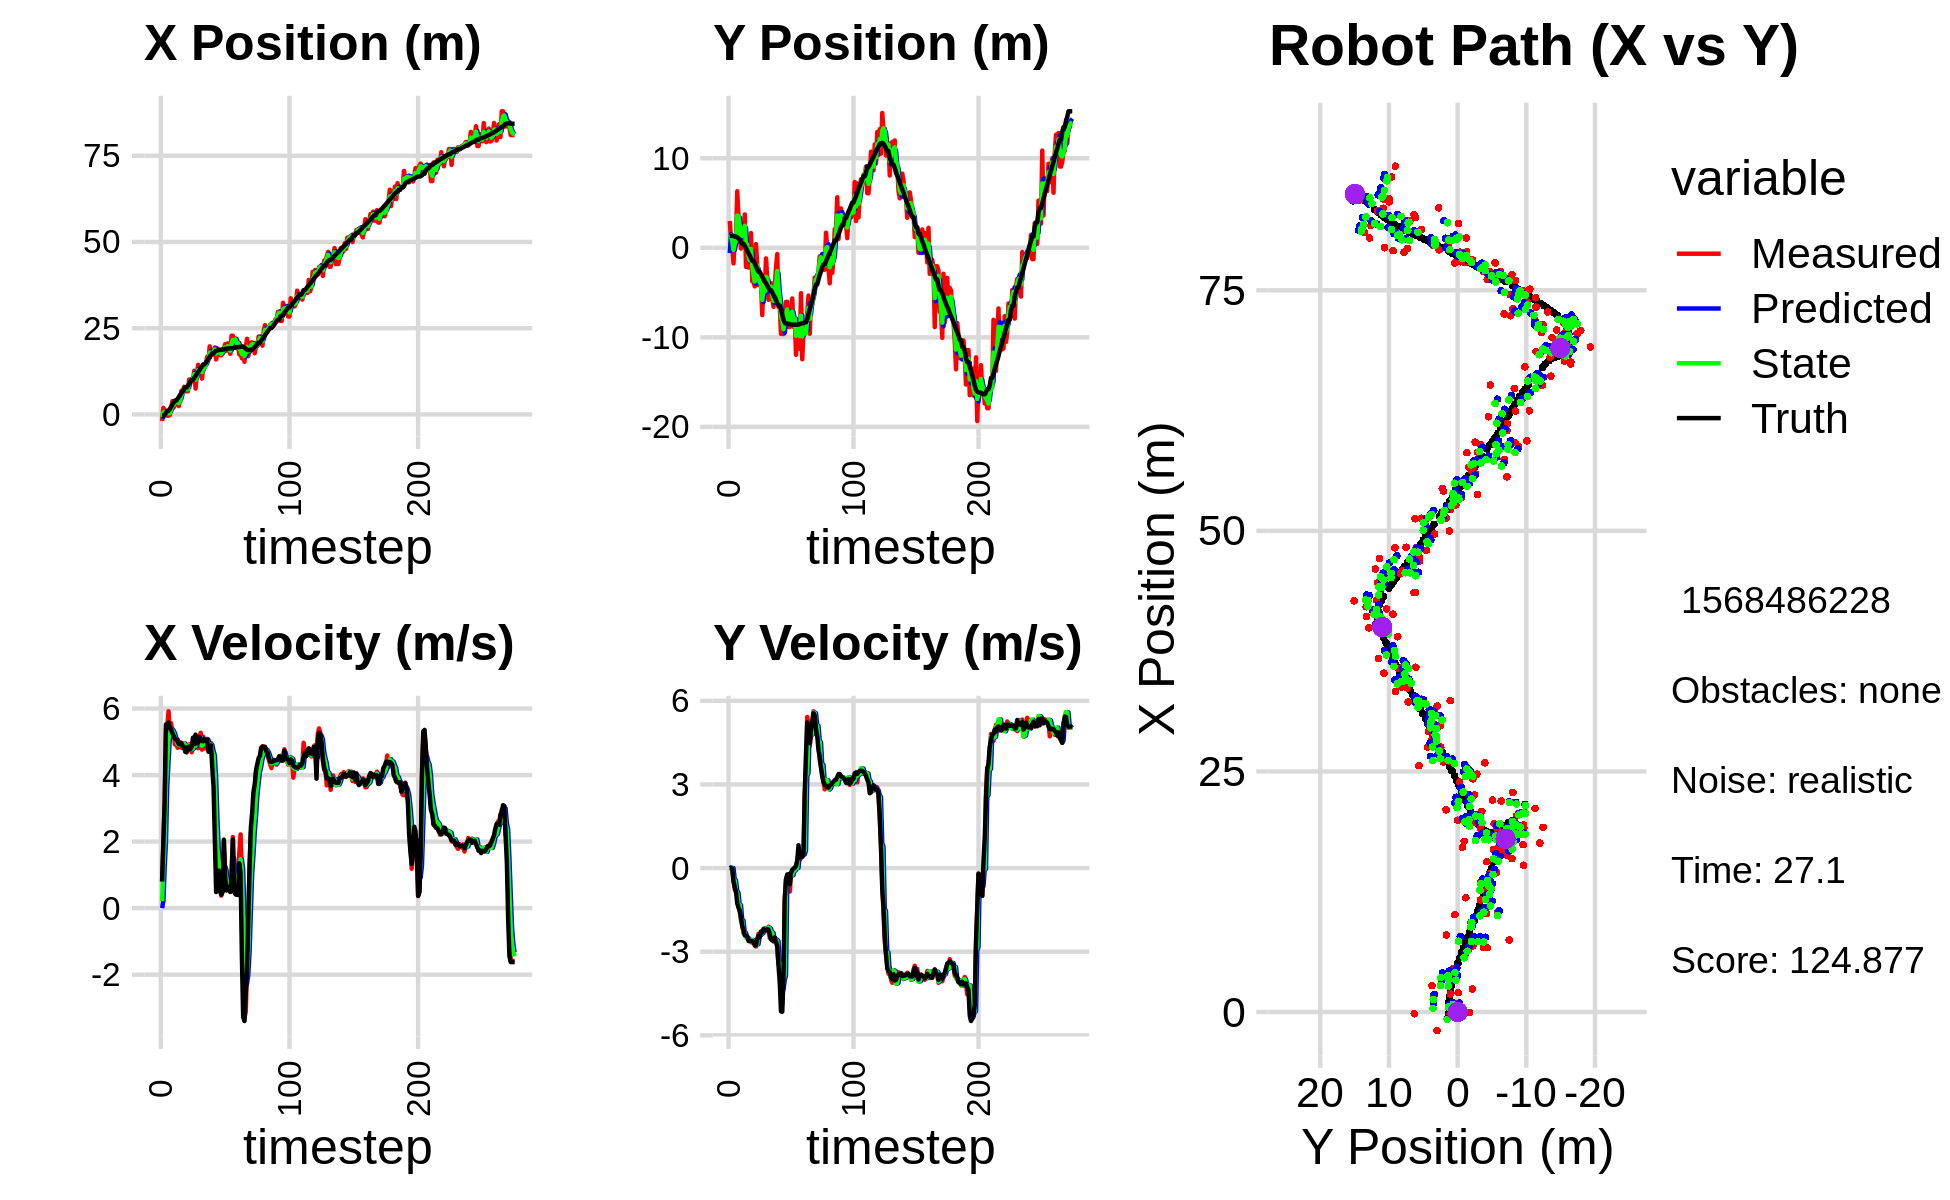 X Position (m)
75
50
25
0
0
100
200
timestep
Y Position (m)
10
0
-10
-20
0
100
200
timestep
X Velocity (m/s)
6
4
2
0
-2
0
100
200
timestep
Y Velocity (m/s)
6
3
0
-3
-6
0
100
200
timestep
Robot Path (X vs Y)
X Position (m)
75
50
25
0
20 10 0 -10 -20
Y Position (m)
variable
Measured
Predicted
State
Truth
1568486228
Obstacles: none
Noise: realistic
Time: 27.1
Score: 124.877